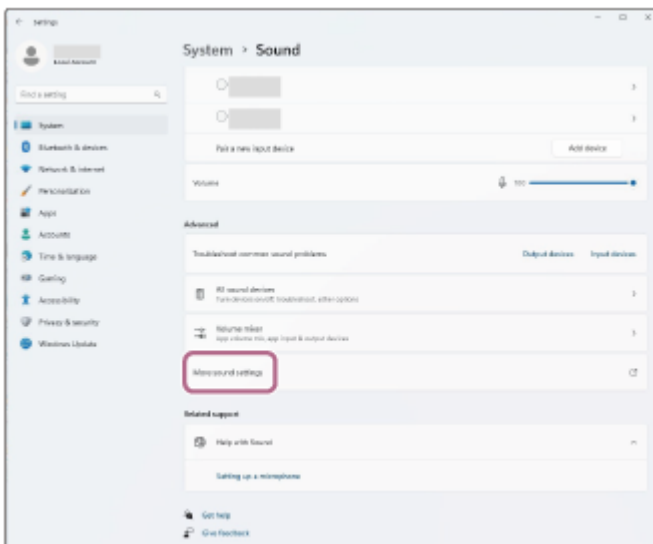 Settings
System > Sound
Local Account
Find a setting
System
Bluetooth & devices
Network & internet
Personalization
Apps
Accounts
Time & language
Gaming
Accessibility
Privacy & security
Windows Update
Pair a new input device
Add device
Volume
100
Advanced
Troubleshoot common sound problems
Output devices
Input devices
All sound devices
Turn devices on/off, troubleshoot, other options
Volume mixer
App volume mix, app input & output devices
More sound settings
Related support
Help with Sound
Setting up a microphone
Get help
Give feedback